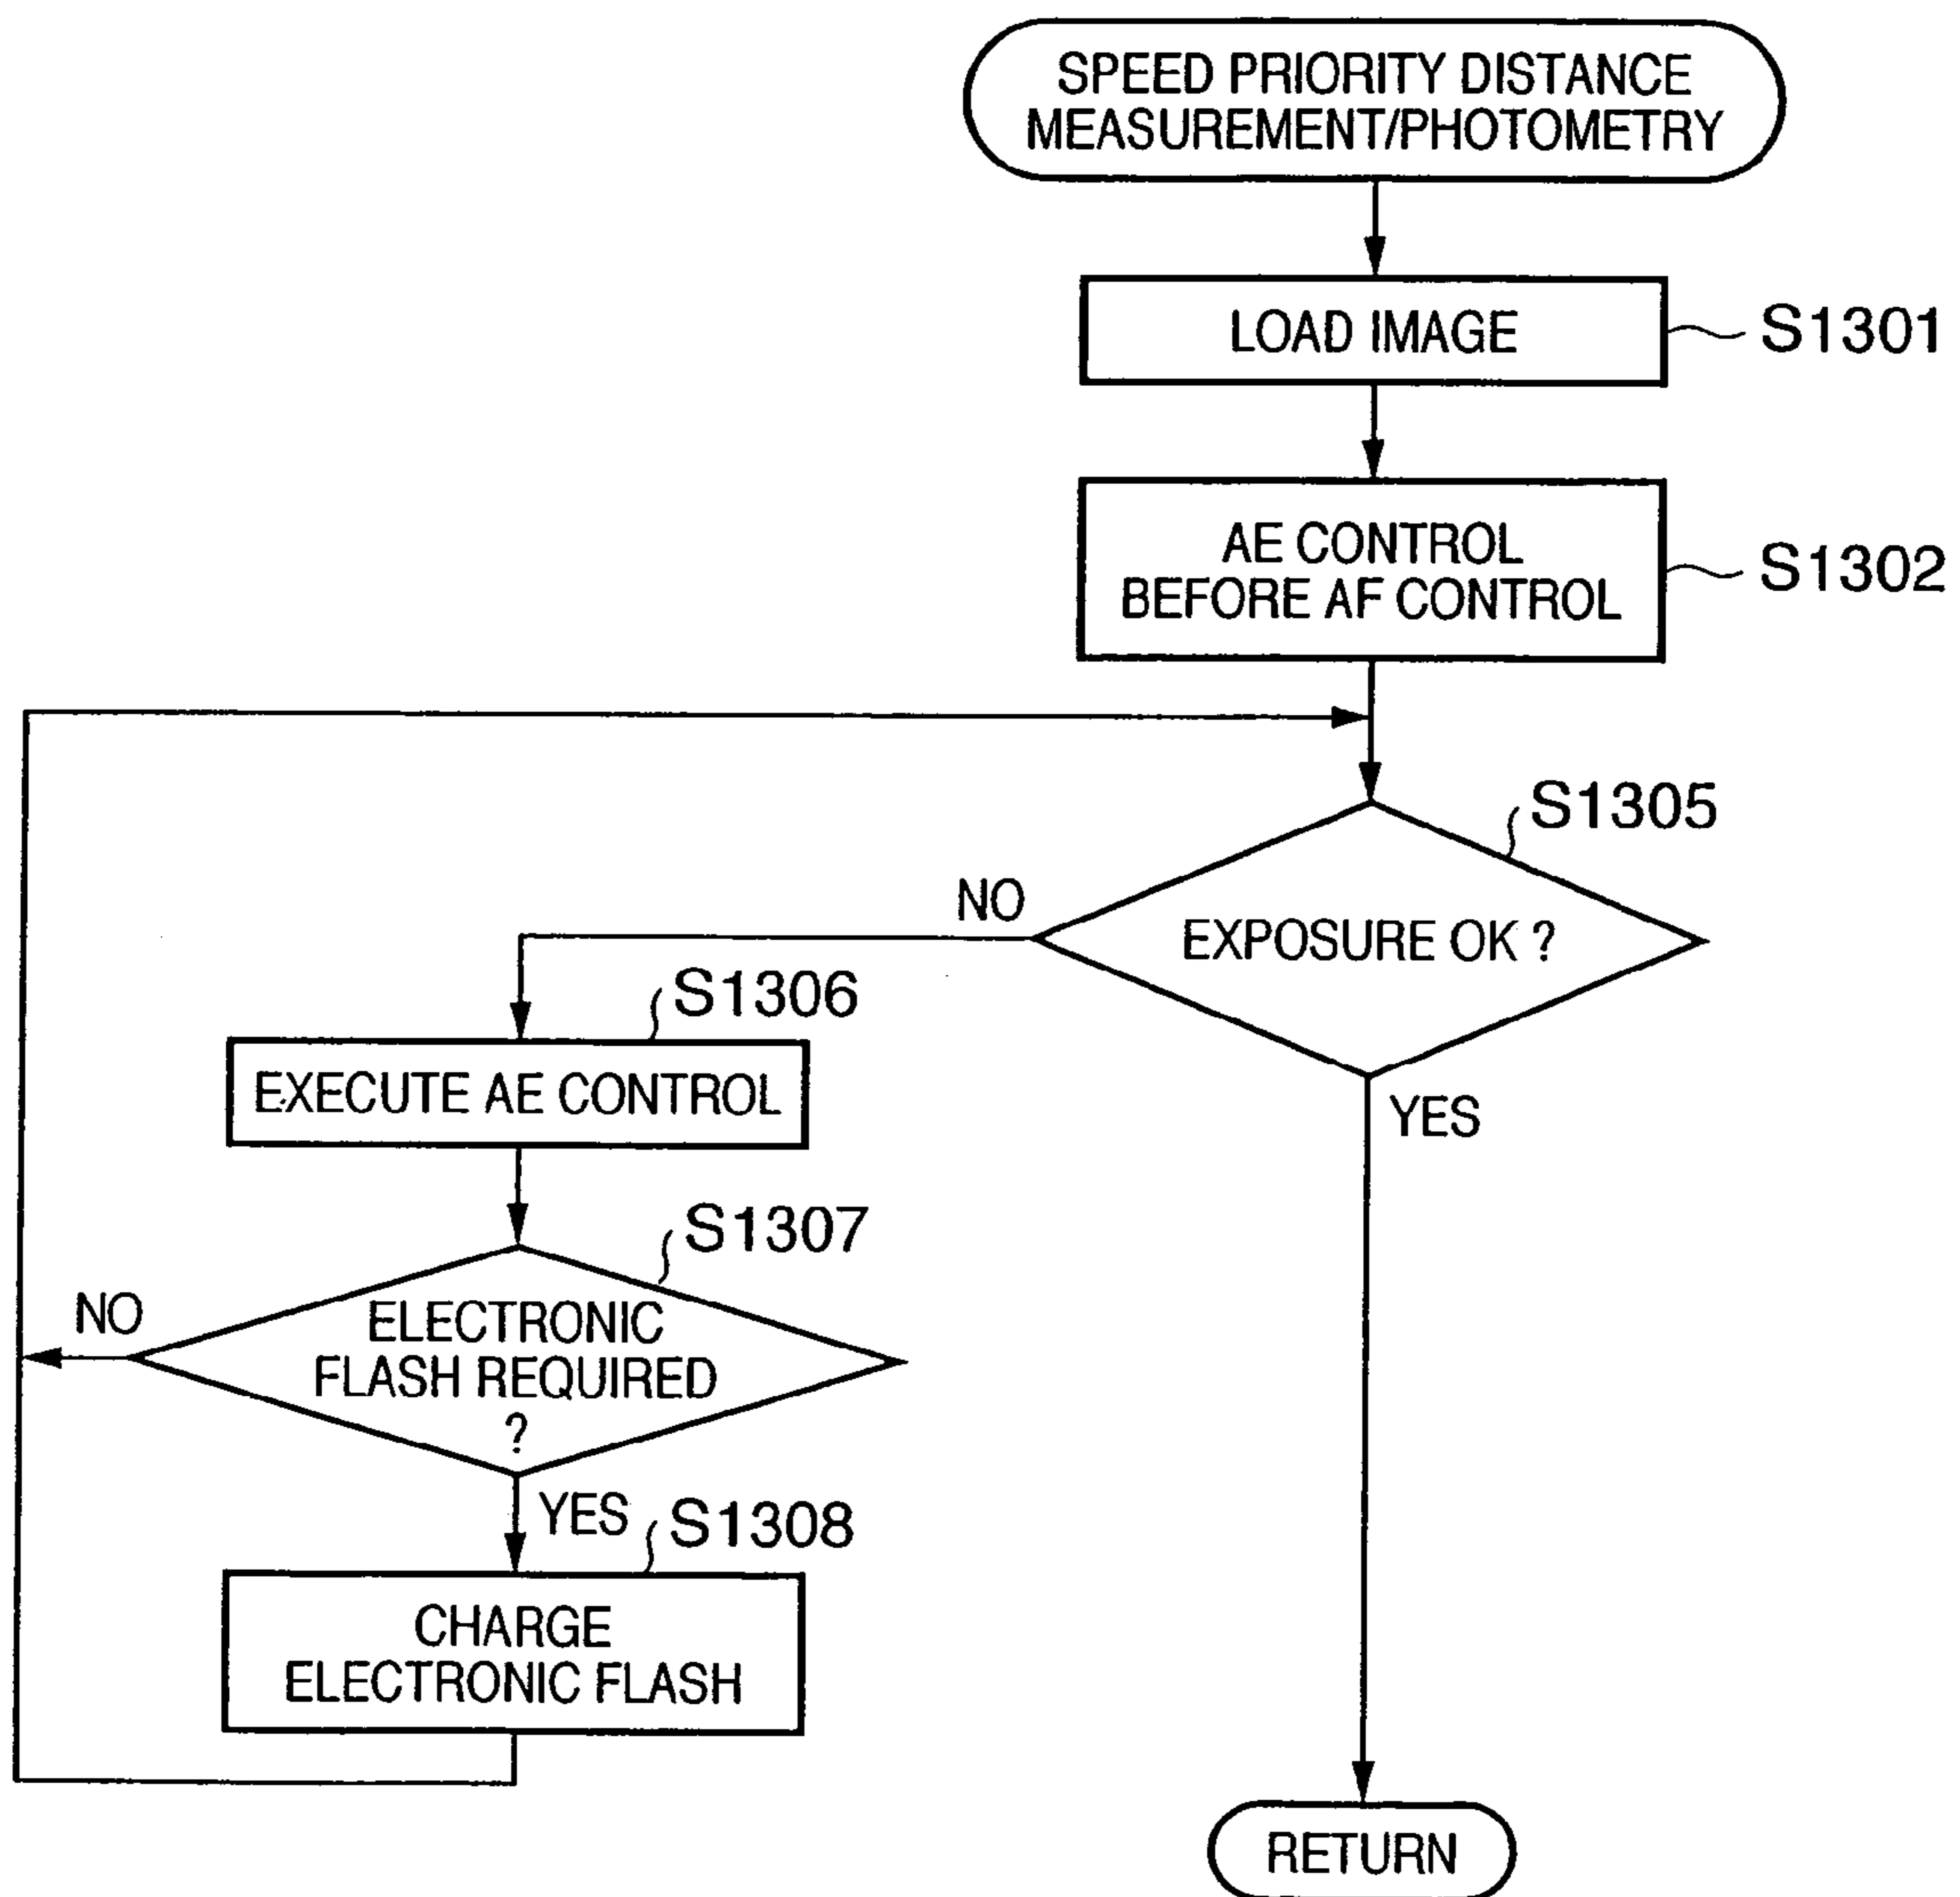 SPEED PRIORITY DISTANCE
MEASUREMENT/PHOTOMETRY
LOAD IMAGE
S1301
AE CONTROL
BEFORE AF CONTROL
S1302
S1305
NO
EXPOSURE OK ?
S1306
EXECUTE AE CONTROL
YES
S1307
NO
ELECTRONIC
FLASH REQUIRED
?
YES
S1308
CHARGE
ELECTRONIC FLASH
RETURN